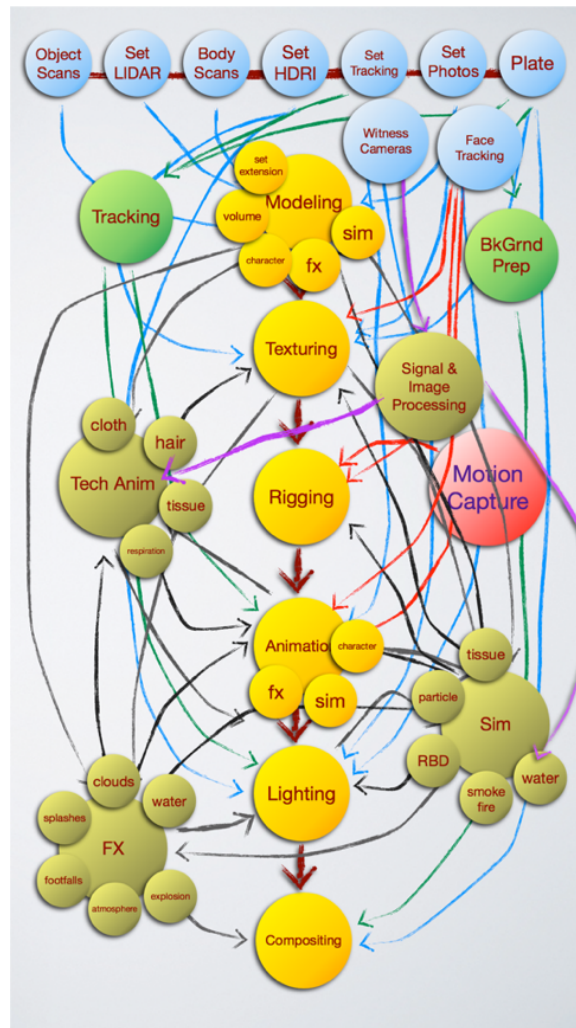 Object
Scans
Set
LIDAR
Body
Scans
Set
HDRI
Set
Tracking
Set
Photos
Plate
Witness
Cameras
Face
Tracking
set
extension
Modeling
Tracking
volume
sim
character
fx
BkGrnd
Prep
Texturing
Signal &
Image
Processing
cloth
hair
Tech Anim
tissue
respiration
Rigging
Motion
Capture
Animatio
character
tissue
fx
sim
particle
Sim
RBD
water
smoke
fire
clouds
water
splashes
FX
footfalls
atmosphere
explosion
Lighting
Compositing